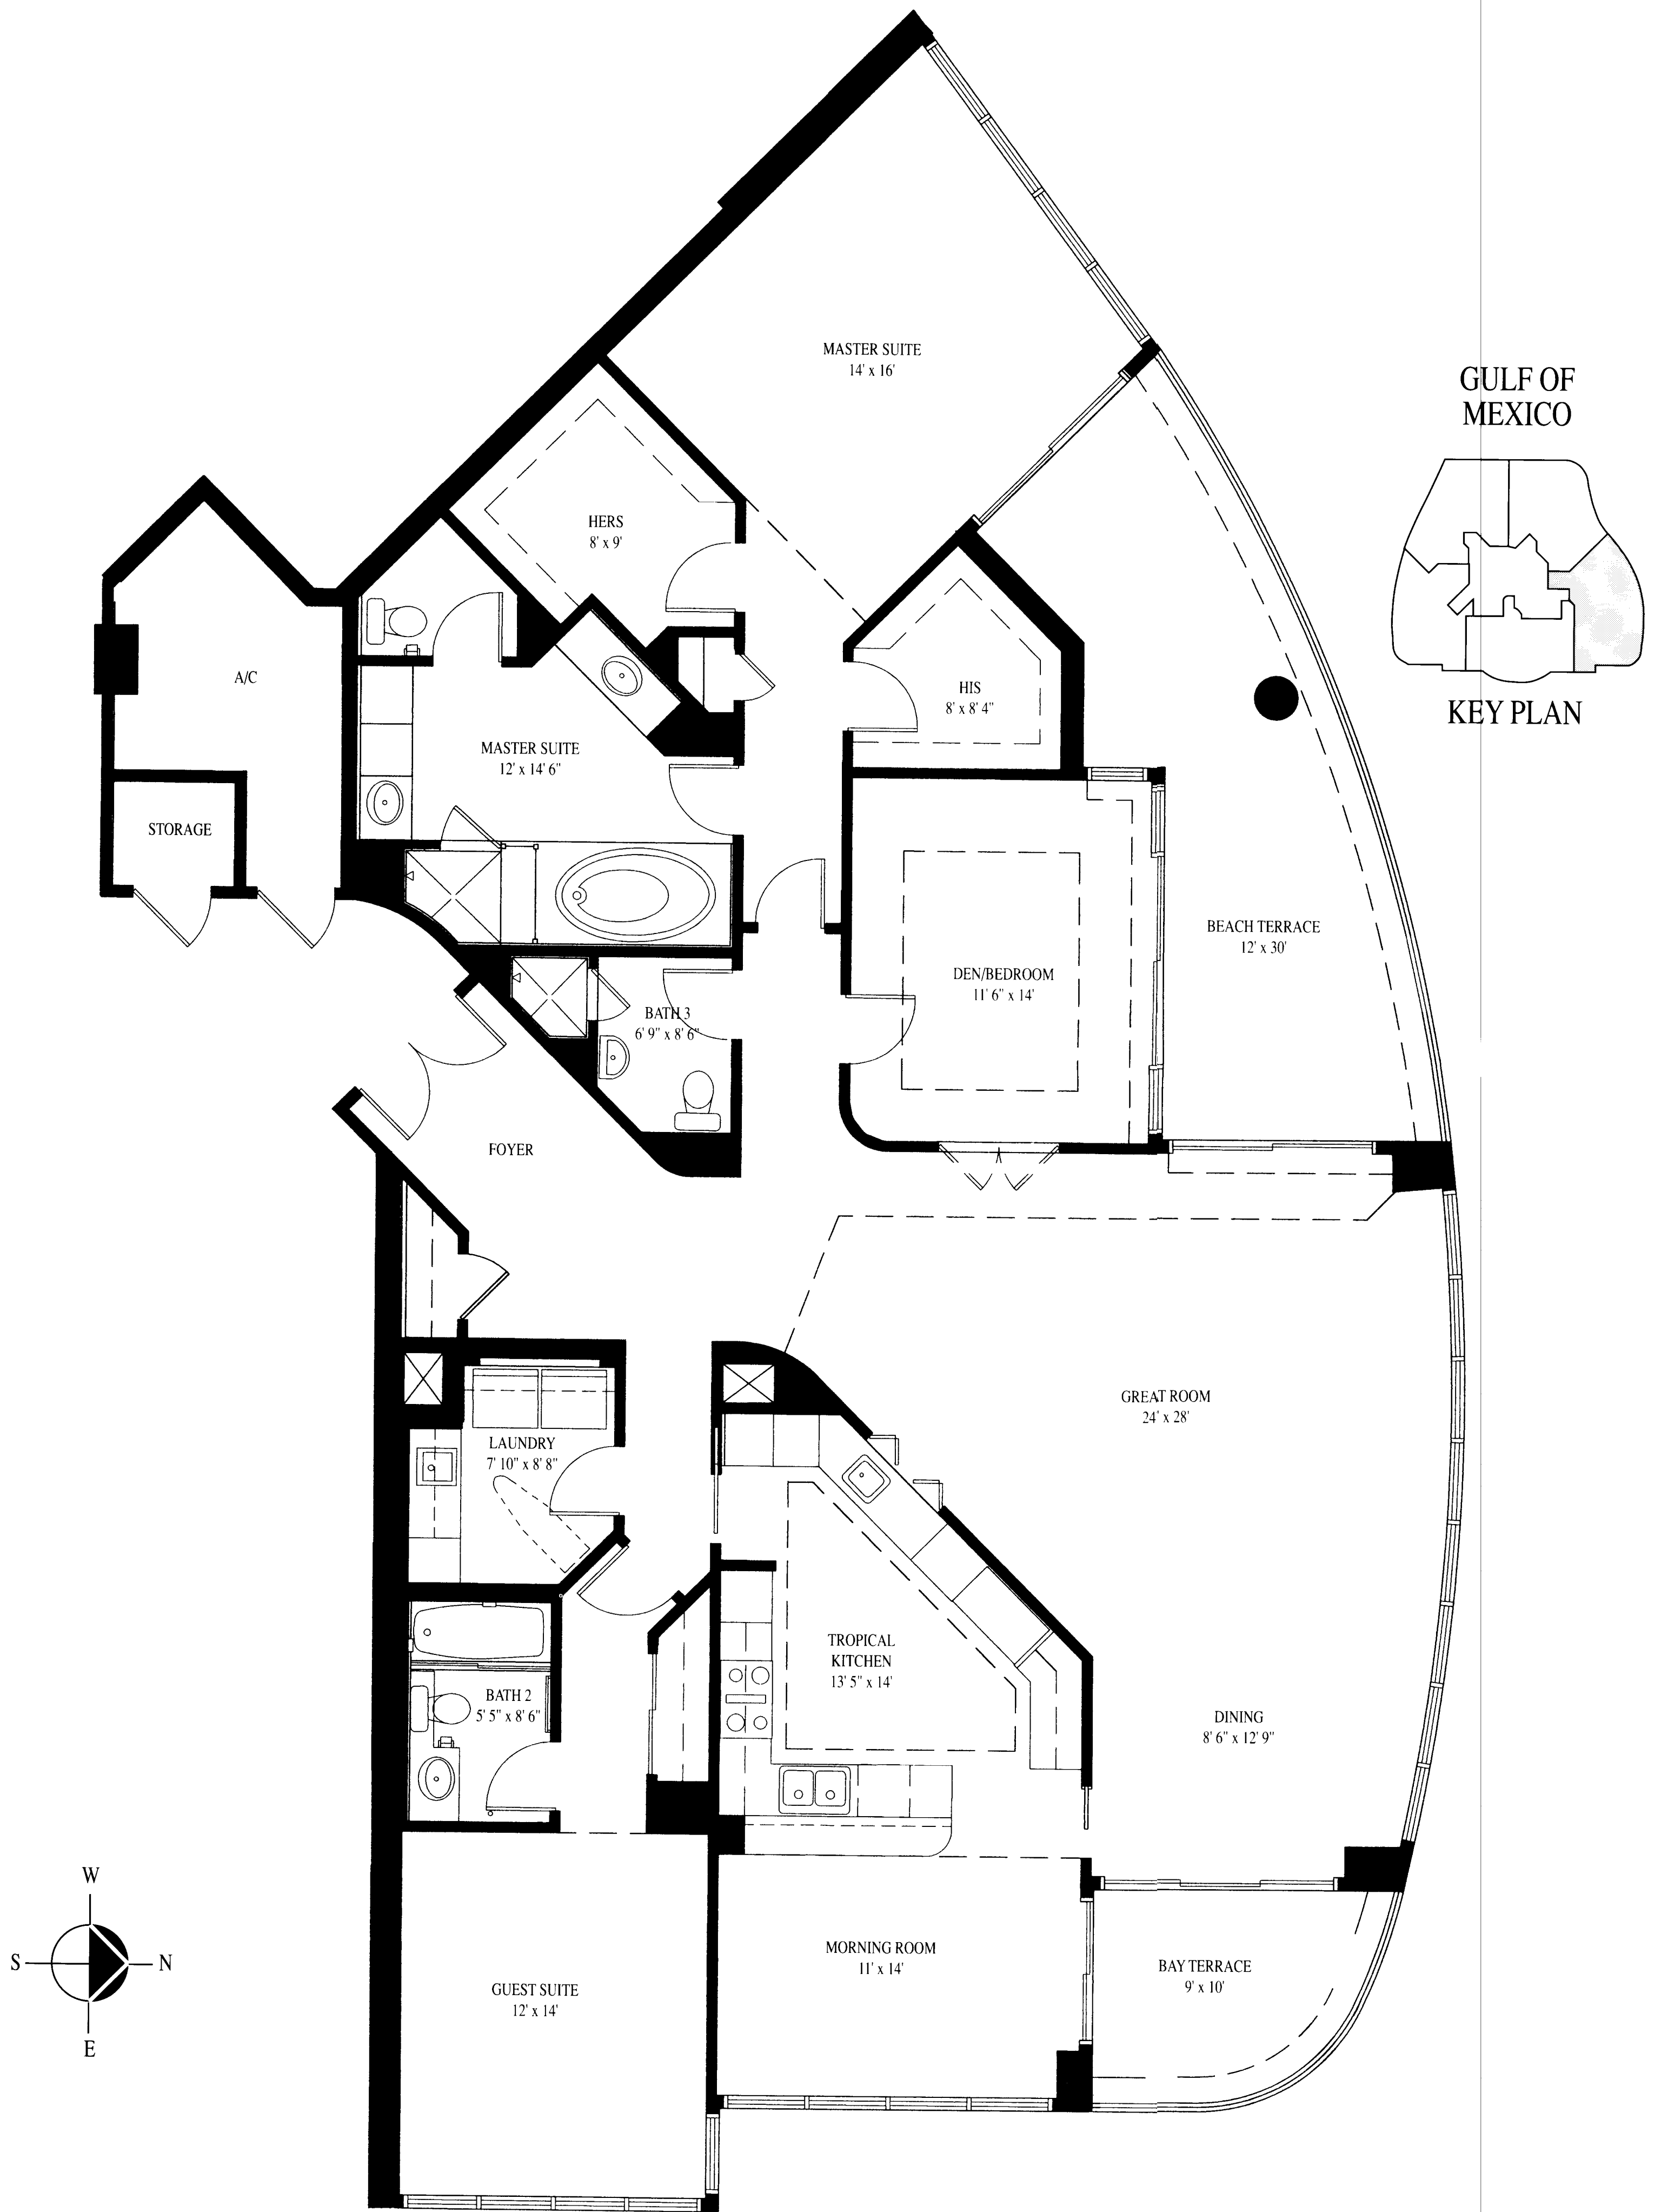 MASTER SUITE
14' x 16'
GULF OF
MEXICO
KEY PLAN
HERS
8' x 9'
A/C
HIS
8' x 8' 4"
MASTER SUITE
12' x 14' 6"
STORAGE
BEACH TERRACE
12' x 30'
DEN/BEDROOM
11' 6" x 14'
BATH 3
6' 9" x 8' 6"
FOYER
GREAT ROOM
24' x 28'
LAUNDRY
7' 10" x 8' 8"
TROPICAL
KITCHEN
13' 5" x 14'
BATH 2
5' 5" x 8' 6"
DINING
8' 6" x 12' 9"
MORNING ROOM
11' x 14'
BAY TERRACE
9' x 10'
GUEST SUITE
12' x 14'
W
S N
E